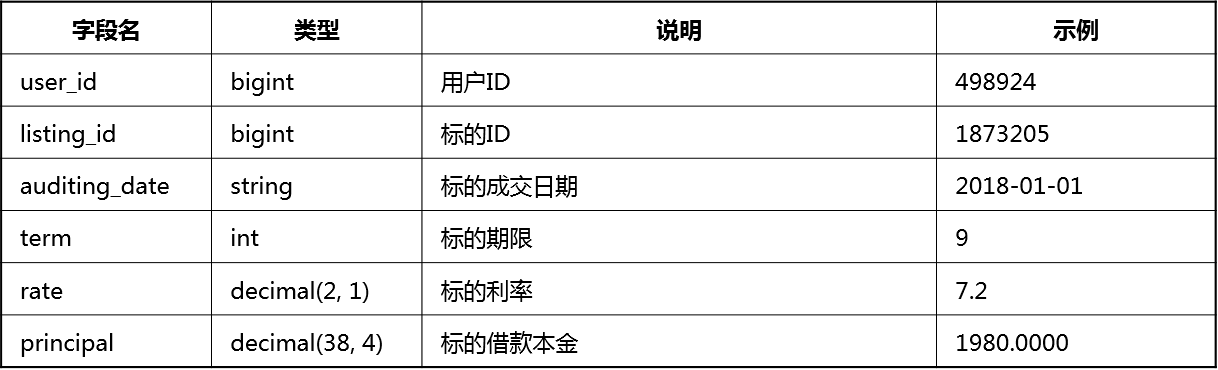 字段名 类型 说明 示例
user_id bigint 用户ID 498924
listing_id bigint 标的ID 1873205
auditing_date string 标的成交日期 2018-01-01
term int 标的期限 9
rate decimal(2, 1) 标的利率 7.2
principal decimal(38, 4) 标的借款本金 1980.0000